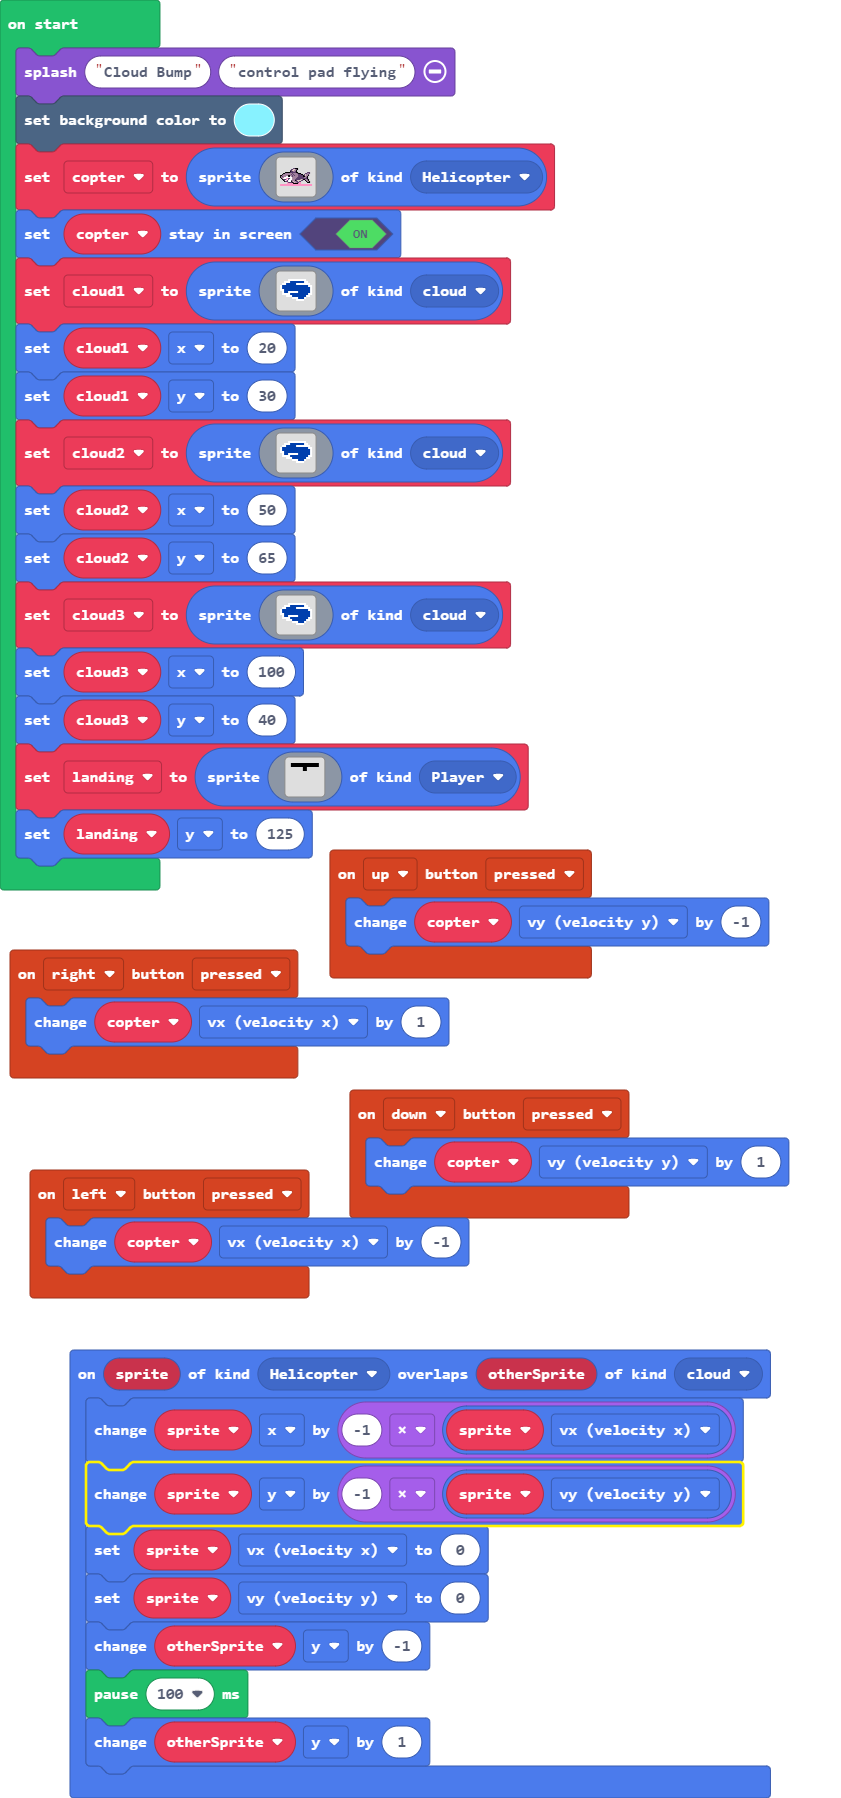 on start
splash "Cloud Bump" "control pad flying"
set background color to
set copter to sprite of kind Helicopter
set copter stay in screen ON
set cloud1 to sprite of kind cloud
set cloud1 x to 20
set cloud1 y to 30
set cloud2 to sprite of kind cloud
set cloud2 x to 50
set cloud2 y to 65
set cloud3 to sprite of kind cloud
set cloud3 x to 100
set cloud3 y to 40
set landing to sprite of kind Player
set landing y to 125
on up button pressed
change copter vy (velocity y) by -1
on right button pressed
change copter vx (velocity x) by 1
on down button pressed
change copter vy (velocity y) by 1
on left button pressed
change copter vx (velocity x) by -1
on sprite of kind Helicopter overlaps otherSprite of kind cloud
change sprite x by -1 × sprite vx (velocity x)
change sprite y by -1 × sprite vy (velocity y)
set sprite vx (velocity x) to 0
set sprite vy (velocity y) to 0
change otherSprite y by -1
pause 100 ms
change otherSprite y by 1